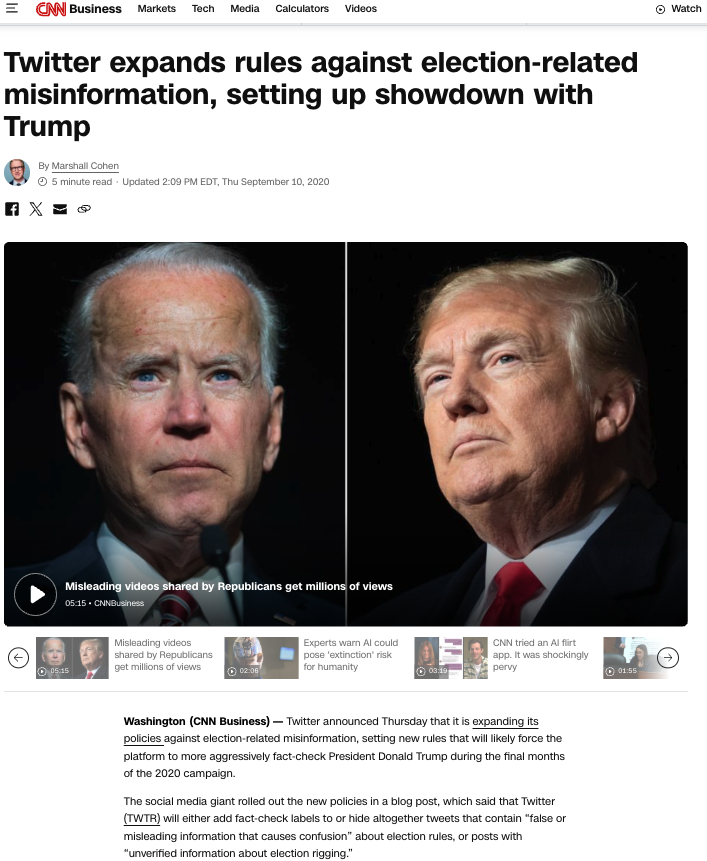 CNN Business Markets Tech Media Calculators Videos Watch
Twitter expands rules against election-related
misinformation, setting up showdown with
Trump
By Marshall Cohen
5 minute read · Updated 2:09 PM EDT, Thu September 10, 2020
Misleading videos shared by Republicans get millions of views
05:15 • CNNBusiness
05:15
Misleading videos
shared by Republicans
get millions of views
02:06
Experts warn AI could
pose 'extinction' risk
for humanity
03:19
CNN tried an AI flirt
app. It was shockingly
pervy
01:55
Washington (CNN Business) — Twitter announced Thursday that it is expanding its
policies against election-related misinformation, setting new rules that will likely force the
platform to more aggressively fact-check President Donald Trump during the final months
of the 2020 campaign.
The social media giant rolled out the new policies in a blog post, which said that Twitter
(TWTR) will either add fact-check labels to or hide altogether tweets that contain “false or
misleading information that causes confusion” about election rules, or posts with
“unverified information about election rigging.”